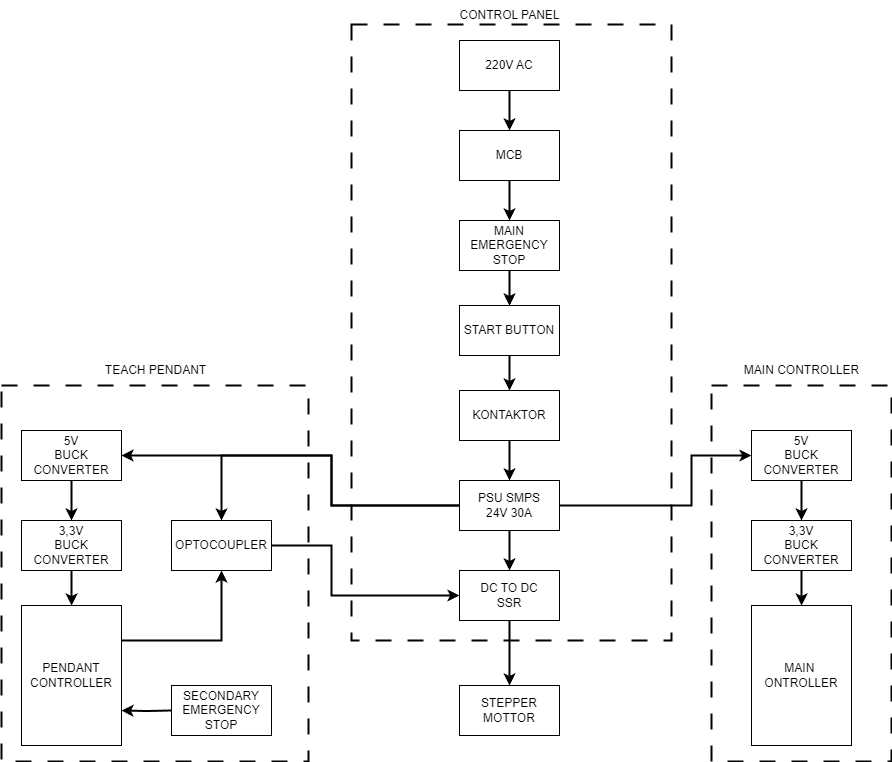 CONTROL PANEL
220V AC
MCB
MAIN
EMERGENCY
STOP
START BUTTON
KONTAKTOR
PSU SMPS
24V 30A
DC TO DC
SSR
STEPPER
MOTTOR
TEACH PENDANT
5V
BUCK
CONVERTER
3,3V
BUCK
CONVERTER
OPTOCOUPLER
PENDANT
CONTROLLER
SECONDARY
EMERGENCY
STOP
MAIN CONTROLLER
5V
BUCK
CONVERTER
3,3V
BUCK
CONVERTER
MAIN
ONTROLLER